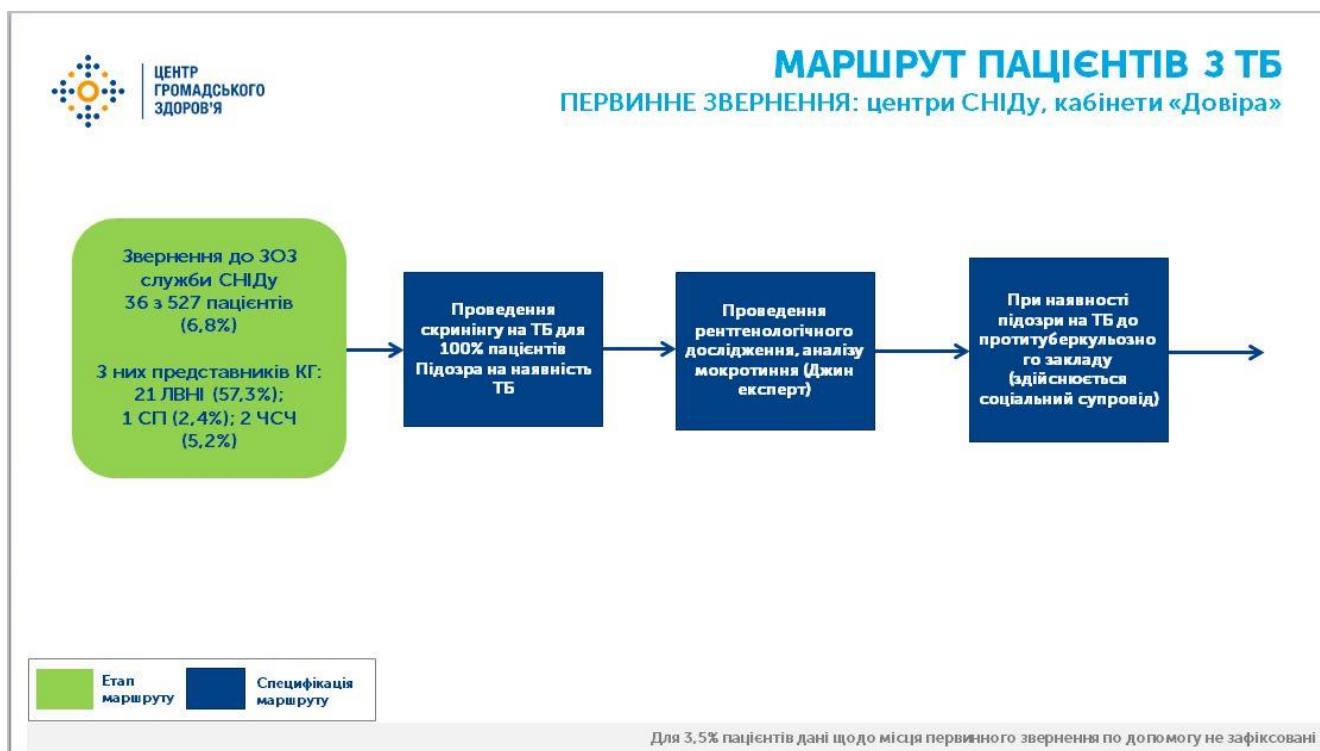 ЦЕНТР
ГРОМАДСЬКОГО
ЗДОРОВ'Я
МАРШРУТ ПАЦІЄНТІВ З ТБ
ПЕРВИННЕ ЗВЕРНЕННЯ: центри СНІДу, кабінети «Довіра»
Звернення до ЗОЗ
служби СНІДу
36 з 527 пацієнтів
(6,8%)
З них представників КГ:
21 ЛВНІ (57,3%);
1 СП (2,4%); 2 ЧСЧ
(5,2%)
Проведення
скринінгу на ТБ для
100% пацієнтів
Підозра на наявність
ТБ
Проведення
рентгенологічного
дослідження, аналізу
мокротиння (Джин
експерт)
При наявності
підозри на ТБ до
протитуберкульозно
го закладу
(здійснюється
соціальний супровід)
Етап
маршруту
Специфікація
маршруту
Для 3,5% пацієнтів дані щодо місця первинного звернення по допомогу не зафіксовані